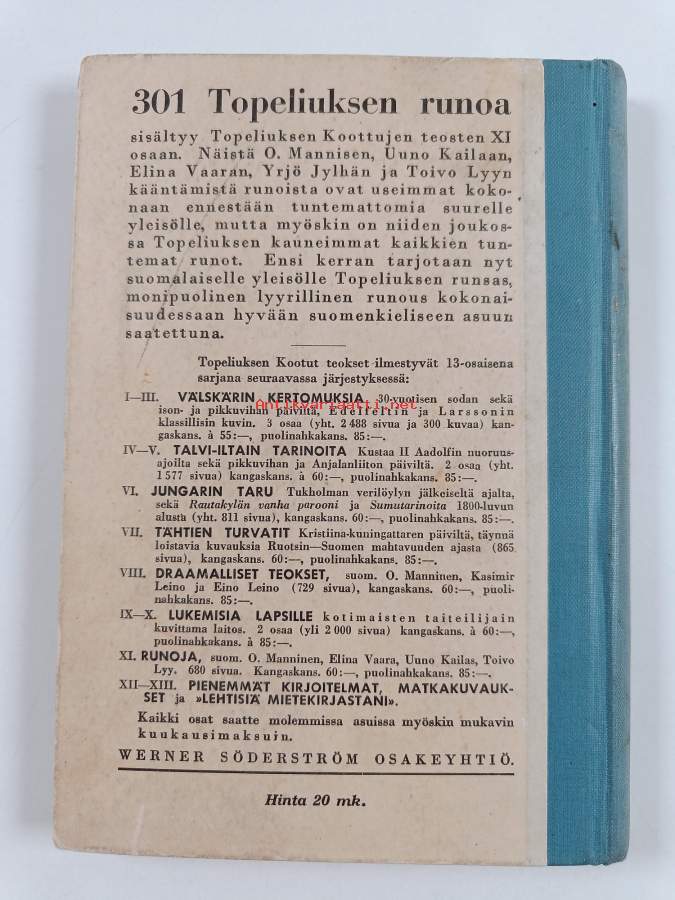 301 Topeliuksen runoa
sisältyy Topeliuksen Koottujen teosten XI
osaan. Näistä O. Mannisen, Uuno Kailaan,
Elina Vaaran, Yrjö Jylhän ja Toivo Lyyn
kääntämistä runoista ovat useimmat koko-
naan ennestään tuntemattomia suurelle
yleisölle, mutta myöskin on niiden joukos-
sa Topeliuksen kauneimmat kaikkien tun-
temat runot. Ensi kerran tarjotaan nyt
suomalaiselle yleisölle Topeliuksen runsas,
monipuolinen lyyrillinen runous kokonai-
suudessaan hyvään suomenkieliseen asuun
saatettuna.
Topeliuksen Kootut teokset ilmestyvät 13-osaisena
sarjana seuraavassa järjestyksessä:
I—III. VÄLSKÄRIN KERTOMUKSIA 30-vuotisen sodan sekä
ison- ja pikkuvihan päiviltä, Edelfeltin ja Larssonin
Antikvariaatti.net
klassillisin kuvin. 3 osaa (yht. 2 488 sivua ja 300 kuvaa) kan-
gaskans. à 55:—, puolinahkakans. 85:—.
IV—V. TALVI-ILTAIN TARINOITA Kustaa II Aadolfin nuoruus-
ajoilta sekä pikkuvihan ja Anjalanliiton päiviltä. 2 osaa (yht.
1 577 sivua) kangaskans. à 60:—, puolinahkakans. 85:—.
VI. JUNGARIN TARU Tukholman verilöylyn jälkeiseltä ajalta,
sekä Rautakylän vanha parooni ja Sumutarinoita 1800-luvun
alusta (yht. 811 sivua), kangaskans. 60:—, puolinahkakans. 85:—.
VII. TÄHTIEN TURVATIT Kristiina-kuningattaren päiviltä, täynnä
loistavia kuvauksia Ruotsin—Suomen mahtavuuden ajasta (865
sivua), kangaskans. 60:—, puolinahkakans. 85:—.
VIII. DRAAMALLISET TEOKSET, suom. O. Manninen, Kasimir
Leino ja Eino Leino (729 sivua), kangaskans. 60:—, puoli-
nahkakans. 85:—.
IX—X. LUKEMISIA LAPSILLE kotimaisten taiteilijain
kuvittama laitos. 2 osaa (yli 2 000 sivua) kangaskans. à 60:—,
puolinahkakans. à 85:—.
XI. RUNOJA, suom. O. Manninen, Elina Vaara, Uuno Kailas, Toivo
Lyy. 680 sivua. Kangaskans. 60:—, puolinahkakans. 85:—.
XII—XIII. PIENEMMÄT KIRJOITELMAT, MATKAKUVAUK-
SET ja »LEHTISIÄ MIETEKIRJASTANI».
Kaikki osat saatte molemmissa asuissa myöskin mukavin
kuukausimaksuin.
WERNER SÖDERSTRÖM OSAKEYHTIÖ.
Hinta 20 mk.